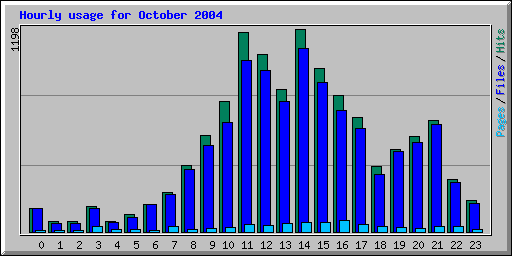 Hourly usage for October 2004
1198
Pages/Files/Hits
0 1 2 3 4 5 6 7 8 9 10 11 12 13 14 15 16 17 18 19 20 21 22 23